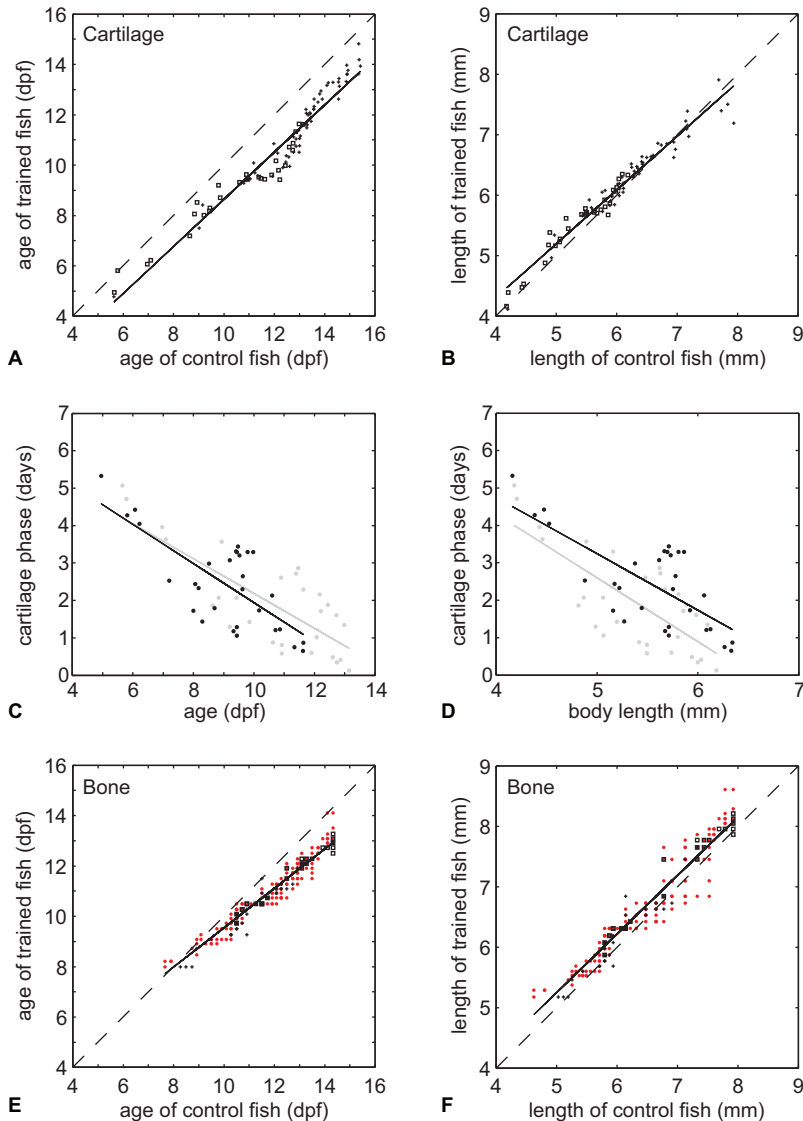 Cartilage
age of trained fish (dpf)
16
14
12
10
8
6
4
4 6 8 10 12 14 16
age of control fish (dpf)
A
Cartilage
length of trained fish (mm)
9
8
7
6
5
4
4 5 6 7 8 9
length of control fish (mm)
B
cartilage phase (days)
7
6
5
4
3
2
1
0
4 6 8 10 12 14
age (dpf)
C
cartilage phase (days)
7
6
5
4
3
2
1
0
4 5 6 7
body length (mm)
D
Bone
age of trained fish (dpf)
16
14
12
10
8
6
4
4 6 8 10 12 14 16
age of control fish (dpf)
E
Bone
length of trained fish (mm)
9
8
7
6
5
4
4 5 6 7 8 9
length of control fish (mm)
F